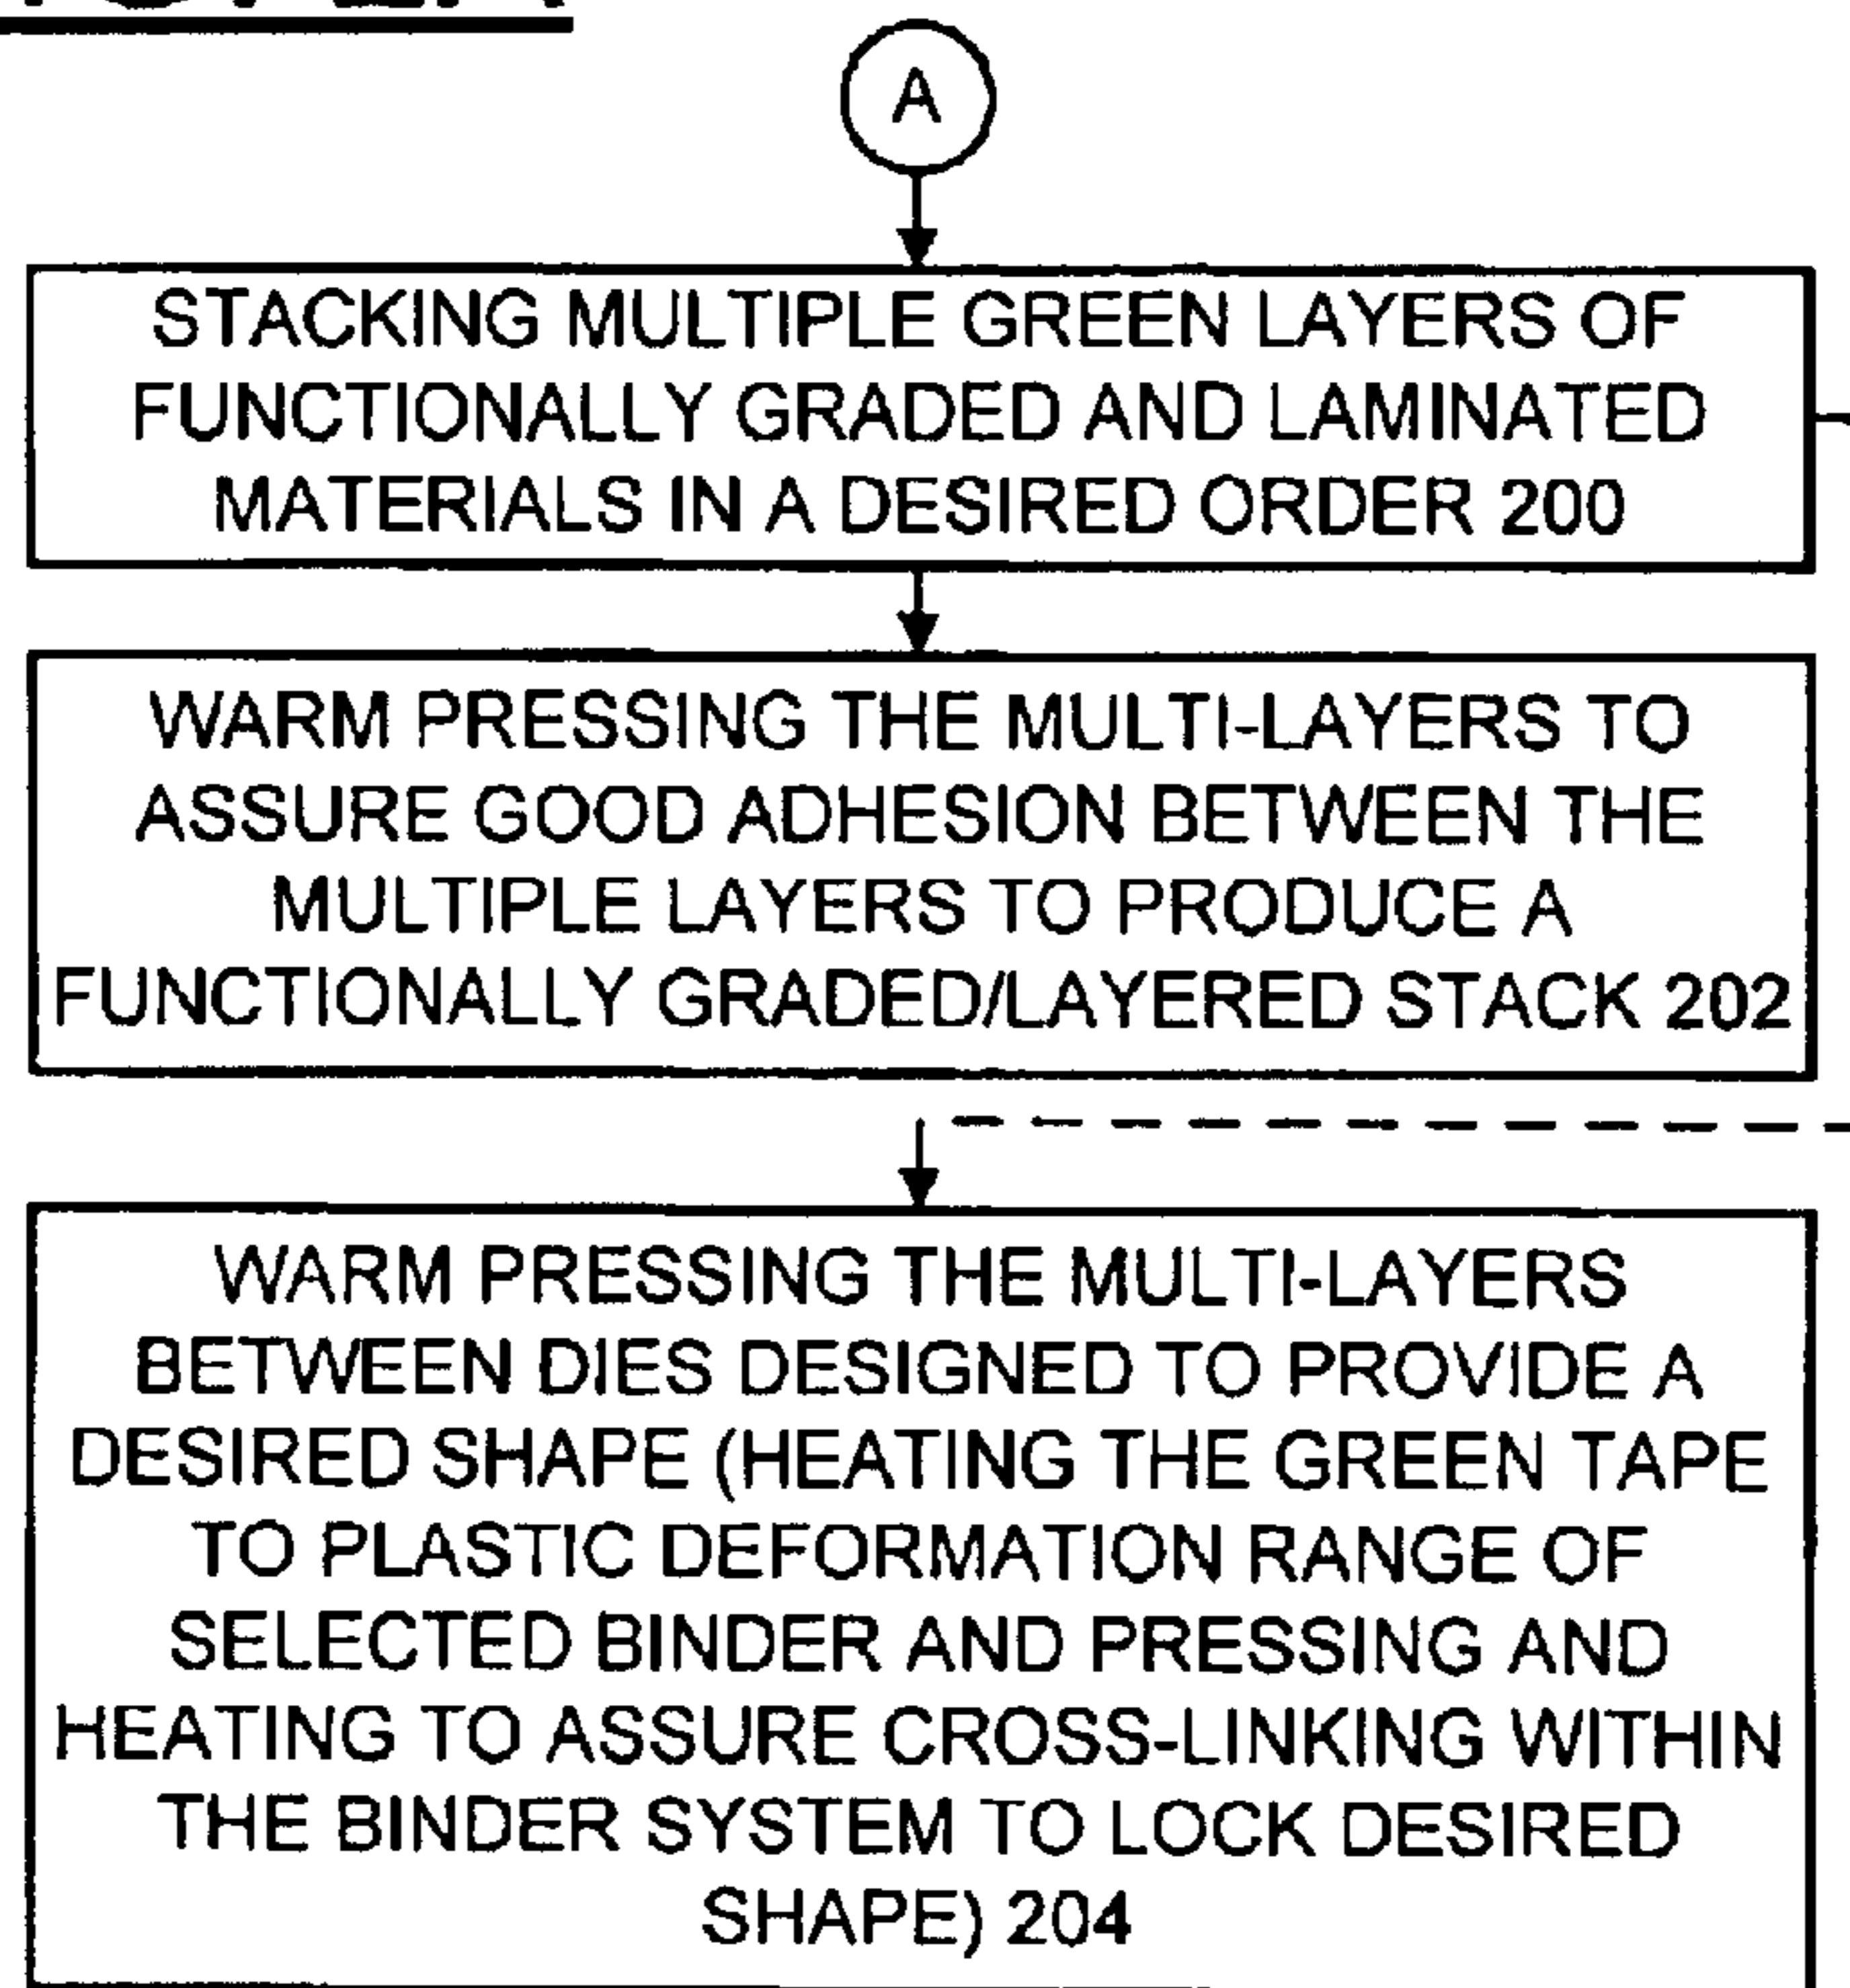 A
STACKING MULTIPLE GREEN LAYERS OF
FUNCTIONALLY GRADED AND LAMINATED
MATERIALS IN A DESIRED ORDER 200
WARM PRESSING THE MULTI-LAYERS TO
ASSURE GOOD ADHESION BETWEEN THE
MULTIPLE LAYERS TO PRODUCE A
FUNCTIONALLY GRADED/LAYERED STACK 202
WARM PRESSING THE MULTI-LAYERS
BETWEEN DIES DESIGNED TO PROVIDE A
DESIRED SHAPE (HEATING THE GREEN TAPE
TO PLASTIC DEFORMATION RANGE OF
SELECTED BINDER AND PRESSING AND
HEATING TO ASSURE CROSS-LINKING WITHIN
THE BINDER SYSTEM TO LOCK DESIRED
SHAPE) 204